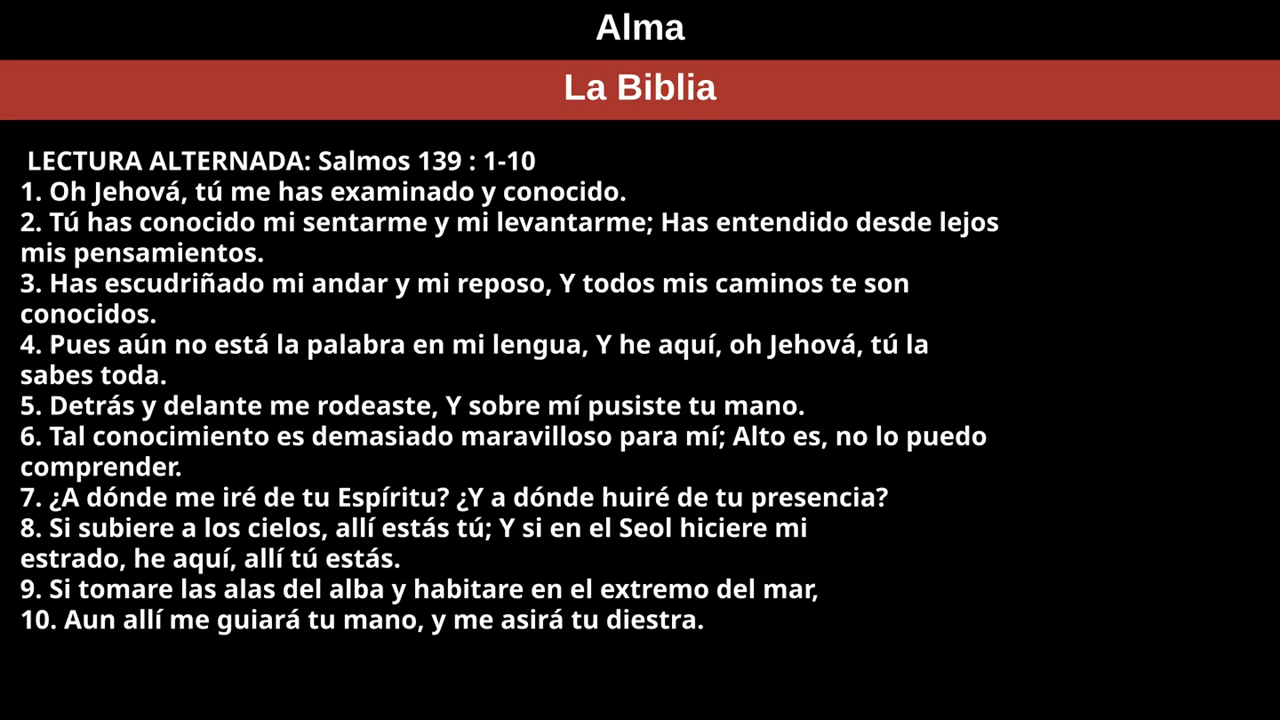 Alma
La Biblia
LECTURA ALTERNADA: Salmos 139 : 1-10
1. Oh Jehová, tú me has examinado y conocido.
2. Tú has conocido mi sentarme y mi levantarme; Has entendido desde lejos
mis pensamientos.
3. Has escudriñado mi andar y mi reposo, Y todos mis caminos te son
conocidos.
4. Pues aún no está la palabra en mi lengua, Y he aquí, oh Jehová, tú la
sabes toda.
5. Detrás y delante me rodeaste, Y sobre mí pusiste tu mano.
6. Tal conocimiento es demasiado maravilloso para mí; Alto es, no lo puedo
comprender.
7. ¿A dónde me iré de tu Espíritu? ¿Y a dónde huiré de tu presencia?
8. Si subiere a los cielos, allí estás tú; Y si en el Seol hiciere mi
estrado, he aquí, allí tú estás.
9. Si tomare las alas del alba y habitare en el extremo del mar,
10. Aun allí me guiará tu mano, y me asirá tu diestra.